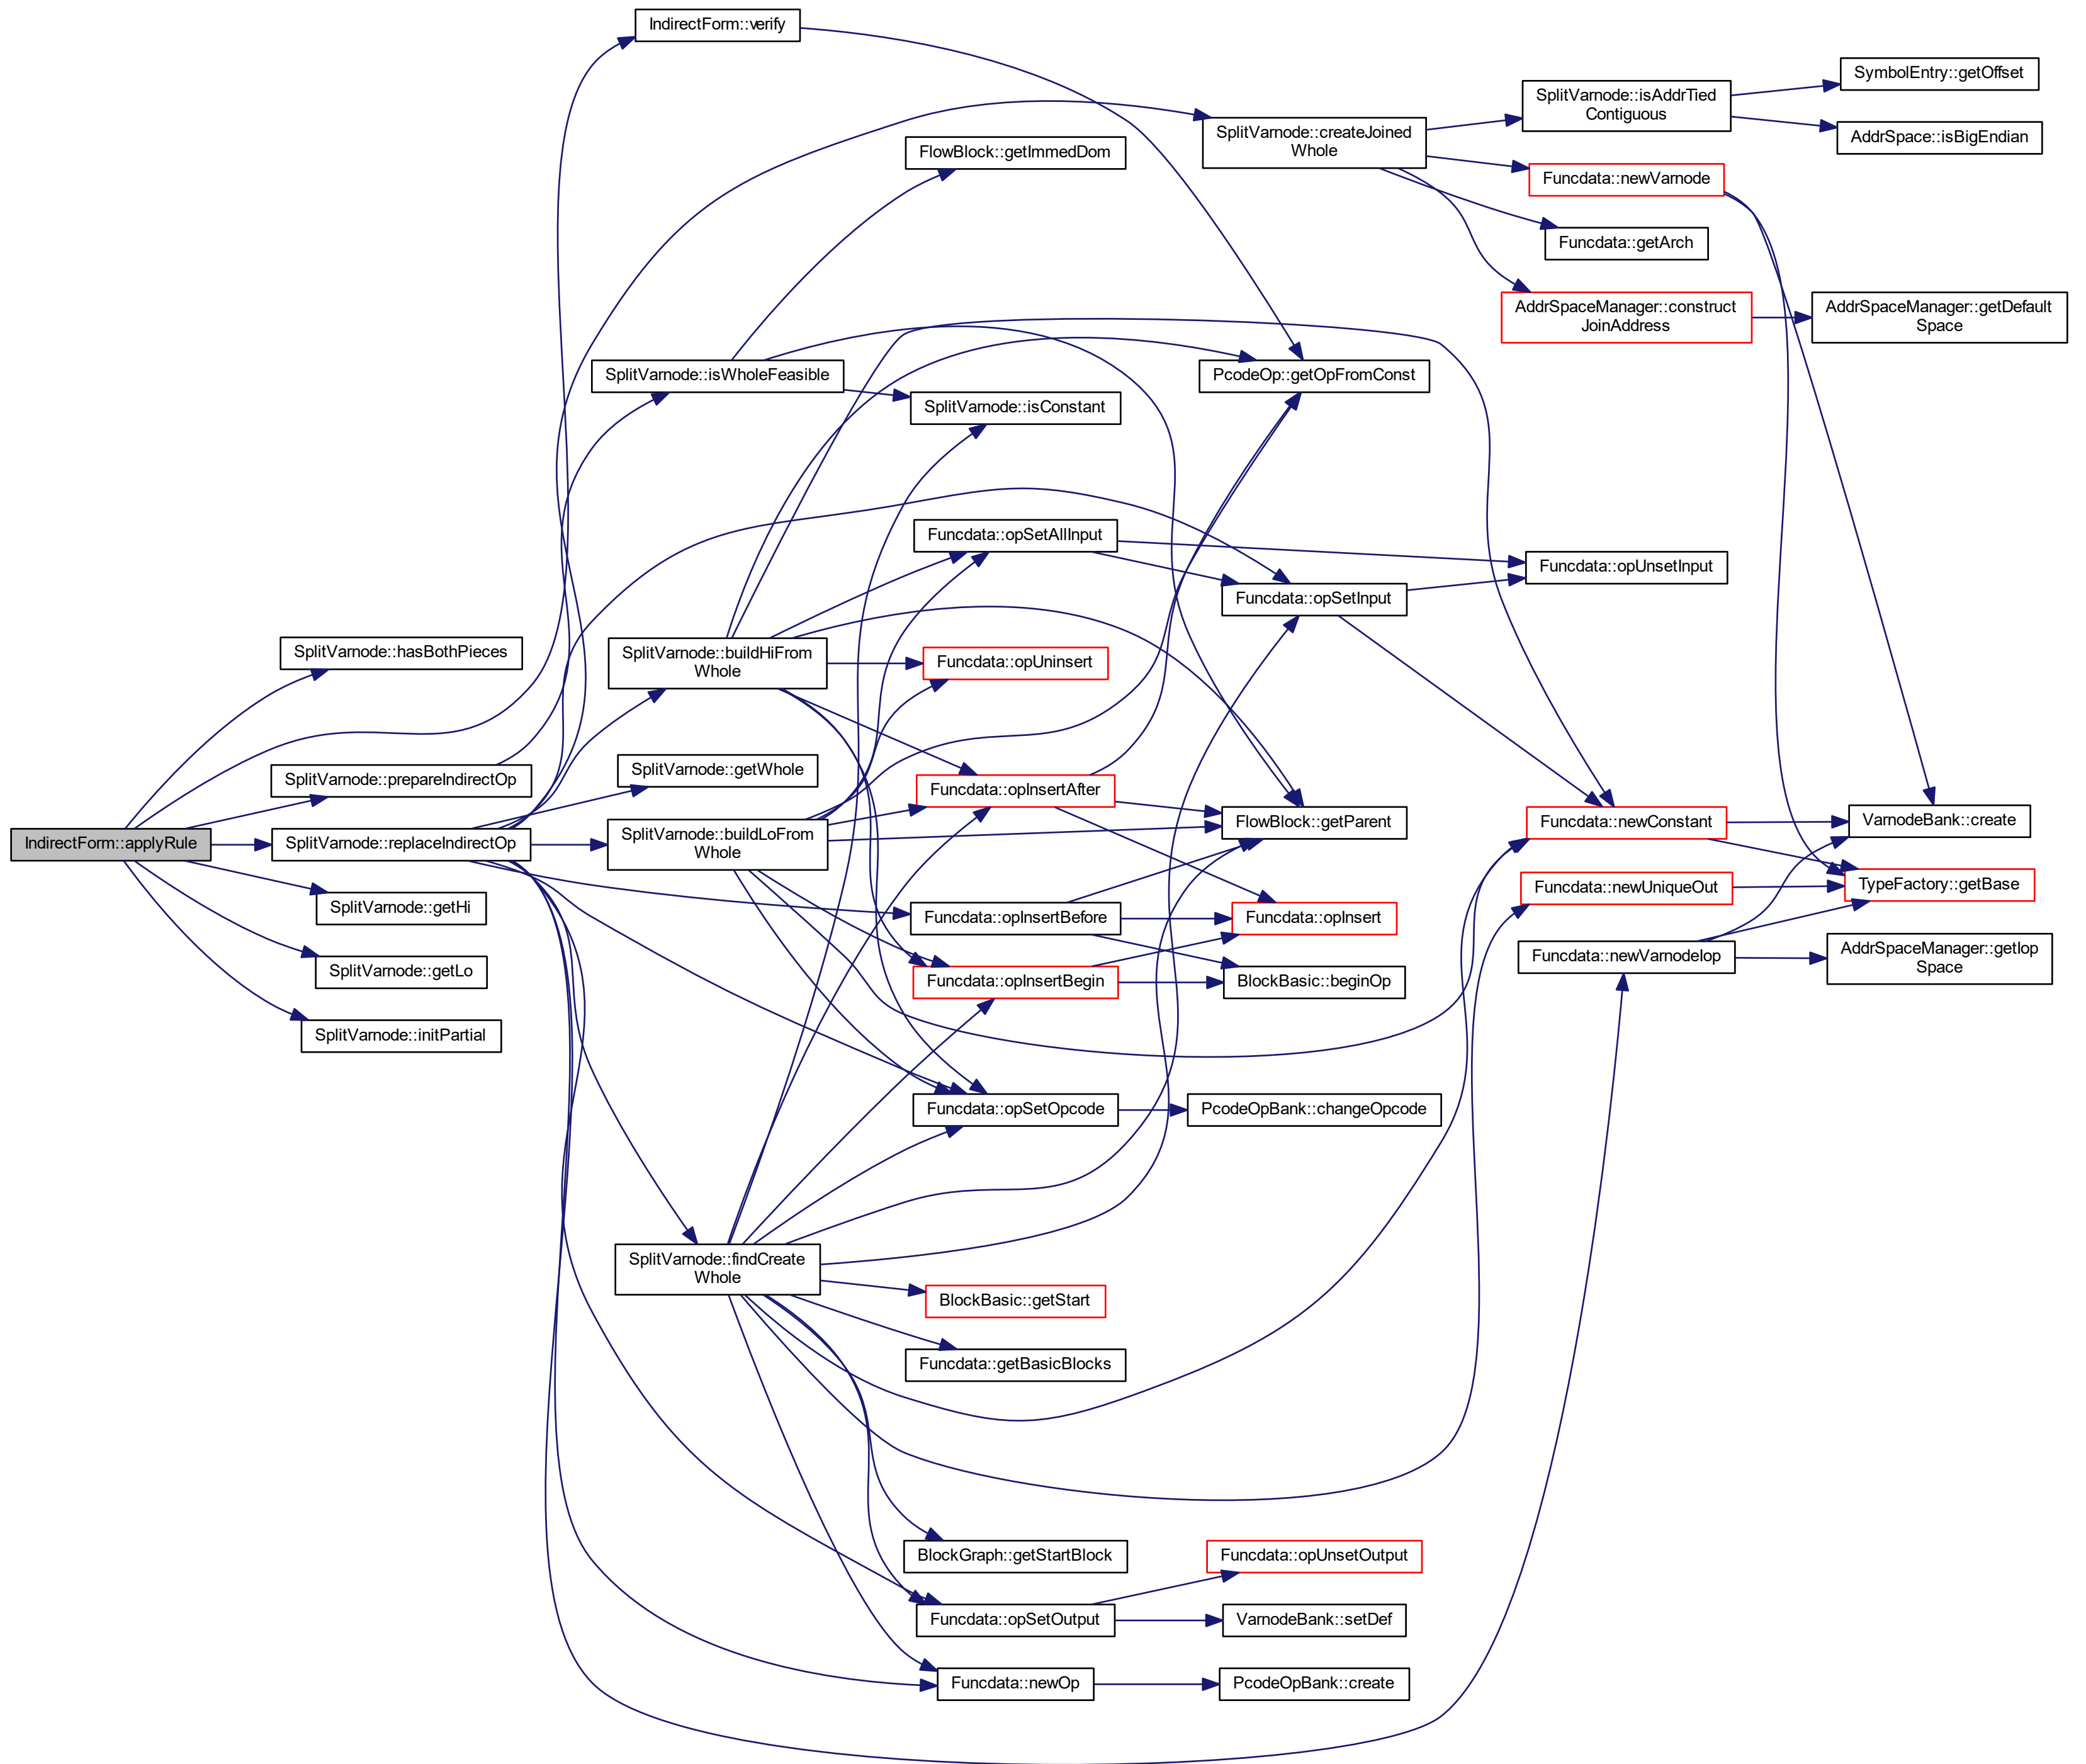 IndirectForm::verify
SplitVarnode::isAddrTied
Contiguous
SymbolEntry::getOffset
AddrSpace::isBigEndian
SplitVarnode::createJoined
Whole
FlowBlock::getImmedDom
Funcdata::newVarnode
Funcdata::getArch
AddrSpaceManager::construct
JoinAddress
AddrSpaceManager::getDefault
Space
SplitVarnode::isWholeFeasible
SplitVarnode::isConstant
PcodeOp::getOpFromConst
Funcdata::opSetAllInput
Funcdata::opUnsetInput
Funcdata::opSetInput
SplitVarnode::hasBothPieces
SplitVarnode::buildHiFrom
Whole
Funcdata::opUninsert
SplitVarnode::prepareIndirectOp
SplitVarnode::getWhole
Funcdata::opInsertAfter
IndirectForm::applyRule
SplitVarnode::replaceIndirectOp
SplitVarnode::buildLoFrom
Whole
FlowBlock::getParent
Funcdata::newConstant
VarnodeBank::create
SplitVarnode::getHi
Funcdata::opInsertBefore
Funcdata::opInsert
Funcdata::newUniqueOut
TypeFactory::getBase
SplitVarnode::getLo
Funcdata::opInsertBegin
BlockBasic::beginOp
Funcdata::newVarnodeIop
AddrSpaceManager::getIop
Space
SplitVarnode::initPartial
Funcdata::opSetOpcode
PcodeOpBank::changeOpcode
SplitVarnode::findCreate
Whole
BlockBasic::getStart
Funcdata::getBasicBlocks
BlockGraph::getStartBlock
Funcdata::opUnsetOutput
Funcdata::opSetOutput
VarnodeBank::setDef
Funcdata::newOp
PcodeOpBank::create